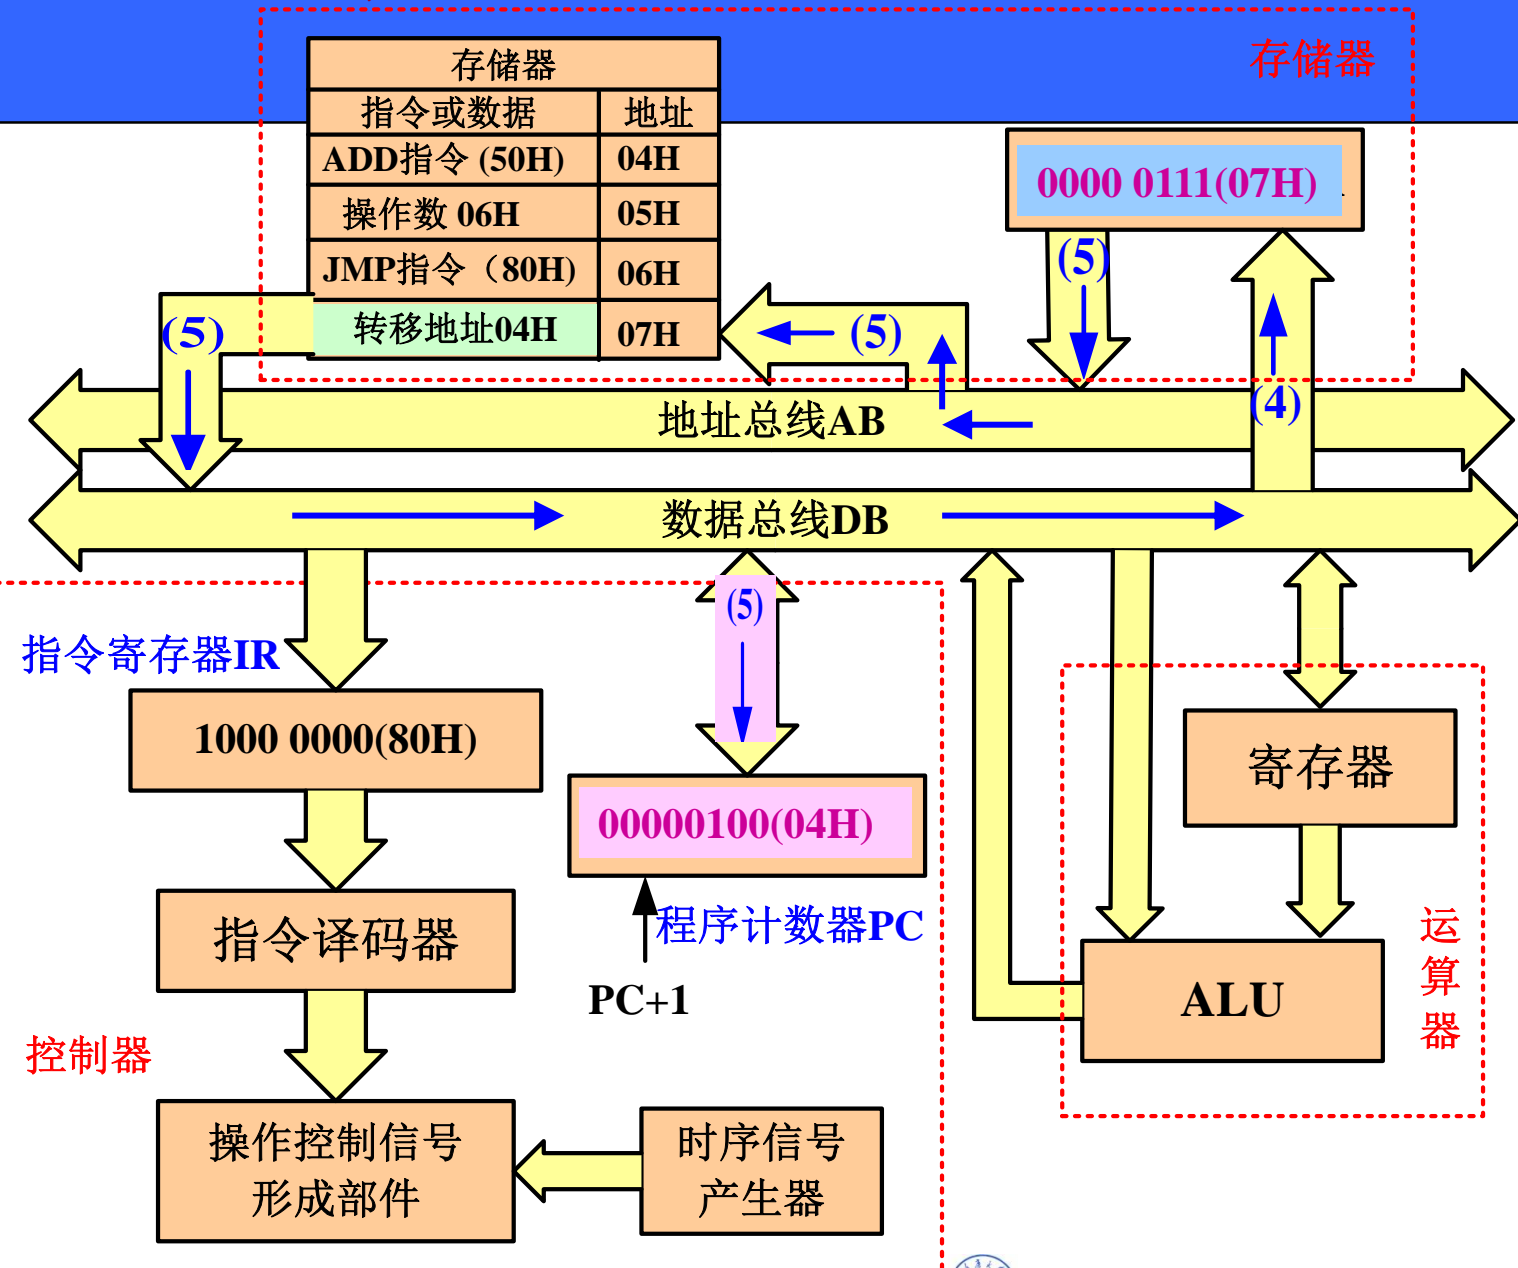 存储器
存储器
指令或数据 地址
ADD指令 (50H) 04H
操作数 06H 05H
JMP指令（80H) 06H
转移地址04H 07H
0000 0111(07H)
(5)
(5)
(5)
(4)
地址总线AB
数据总线DB
(5)
指令寄存器IR
1000 0000(80H)
寄存器
00000100(04H)
程序计数器PC
PC+1
指令译码器
运算器
ALU
控制器
操作控制信号
形成部件
时序信号
产生器